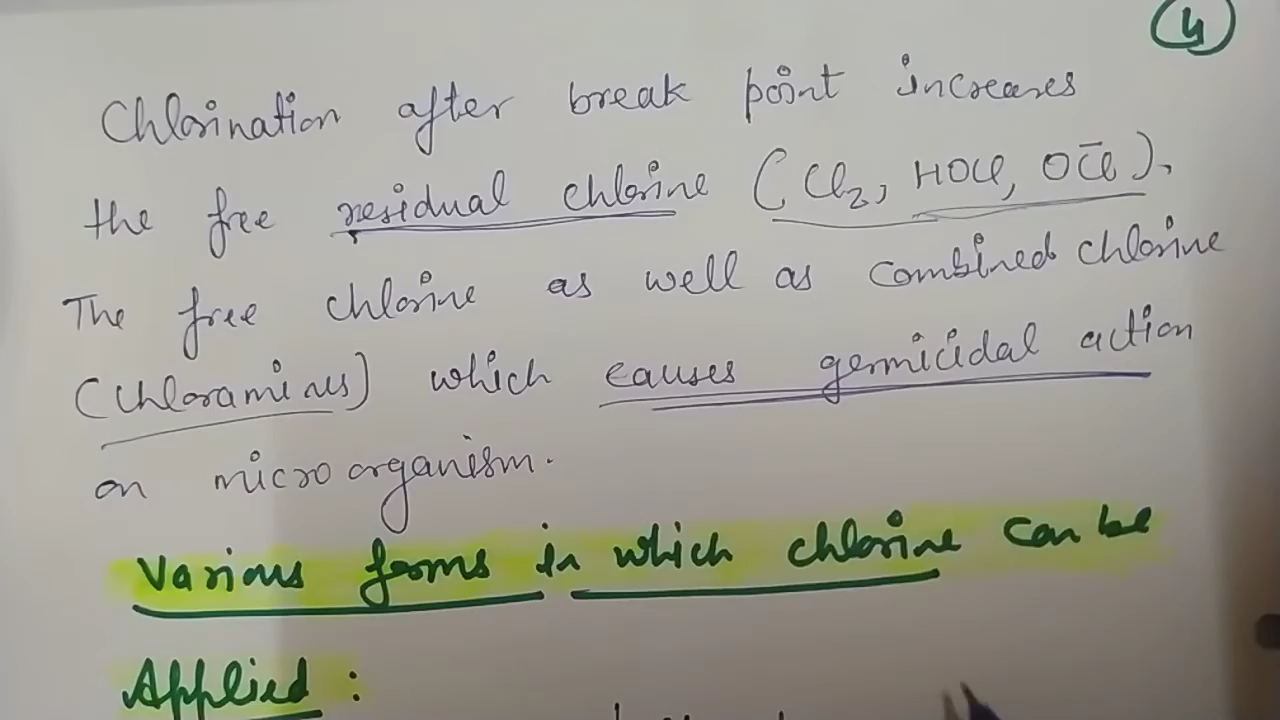 4
Chlorination after break point increases
the free residual chlorine (Cl₂, HOCl, OCl⁻).
The free chlorine as well as combined chlorine
(Chloramines) which causes germicidal action
on microorganism.
Various forms in which chlorine can be
Applied :